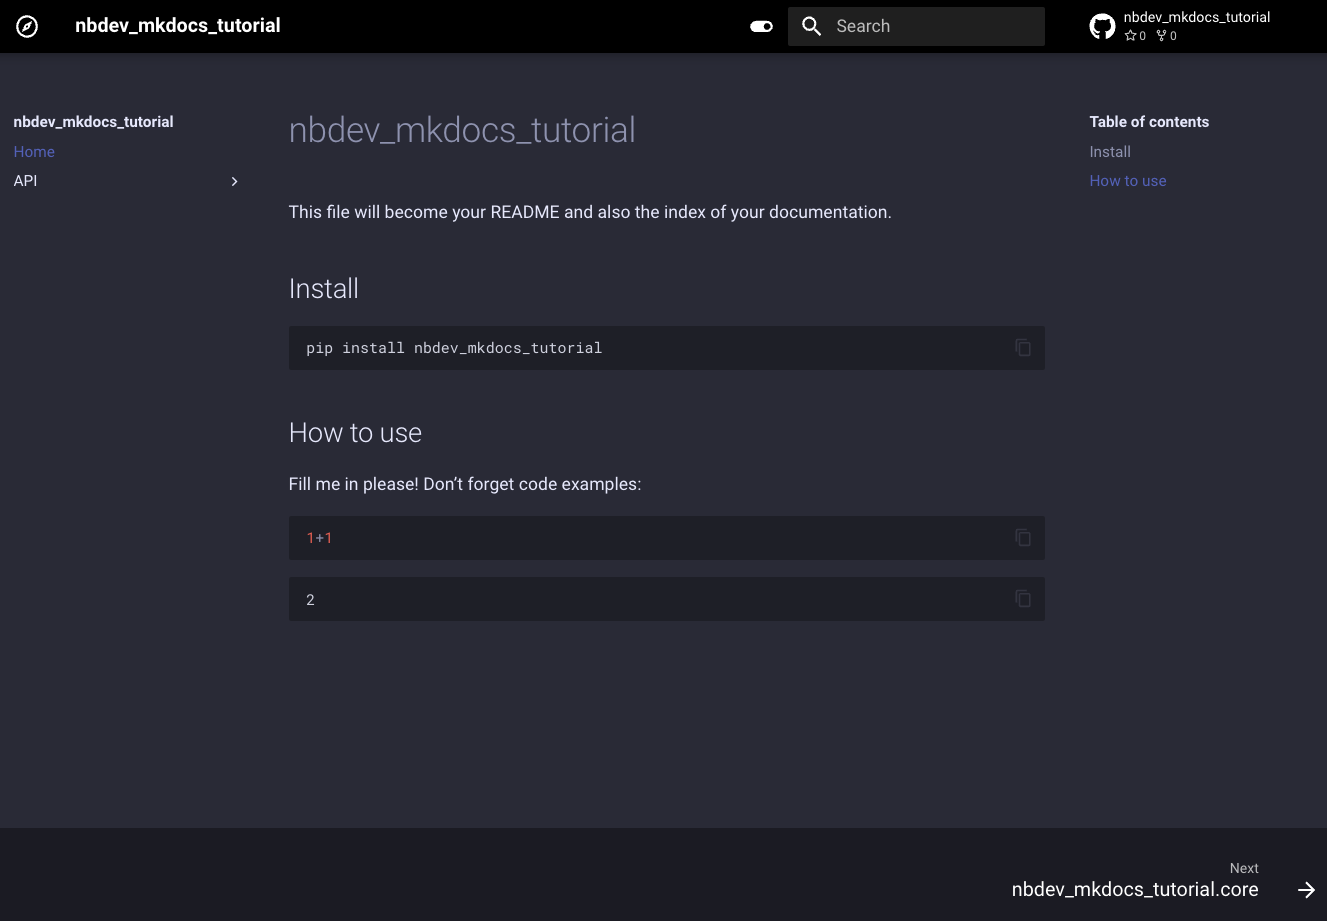 nbdev_mkdocs_tutorial
Search
nbdev_mkdocs_tutorial
0 0
nbdev_mkdocs_tutorial
Home
API
nbdev_mkdocs_tutorial
This file will become your README and also the index of your documentation.
Install
pip install nbdev_mkdocs_tutorial
How to use
Fill me in please! Don’t forget code examples:
1+1
2
Table of contents
Install
How to use
Next
nbdev_mkdocs_tutorial.core